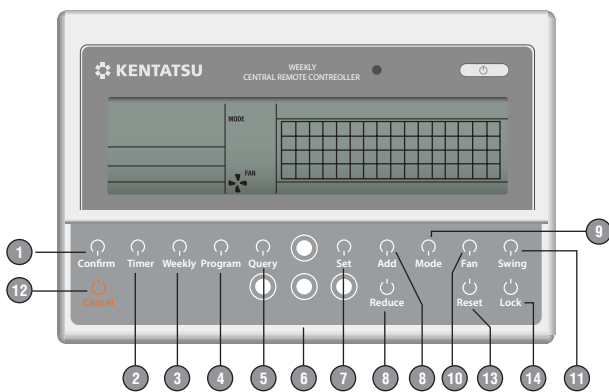 KENTATSU
WEEKLY
CENTRAL REMOTE CONTREOLLER
MODE
FAN
9
1
Confirm Timer Weekly Program Query Set Add Mode Fan Swing
12
Cancel Reduce Reset Lock
2 3 4 5 6 7 8 8 10 13 14 11